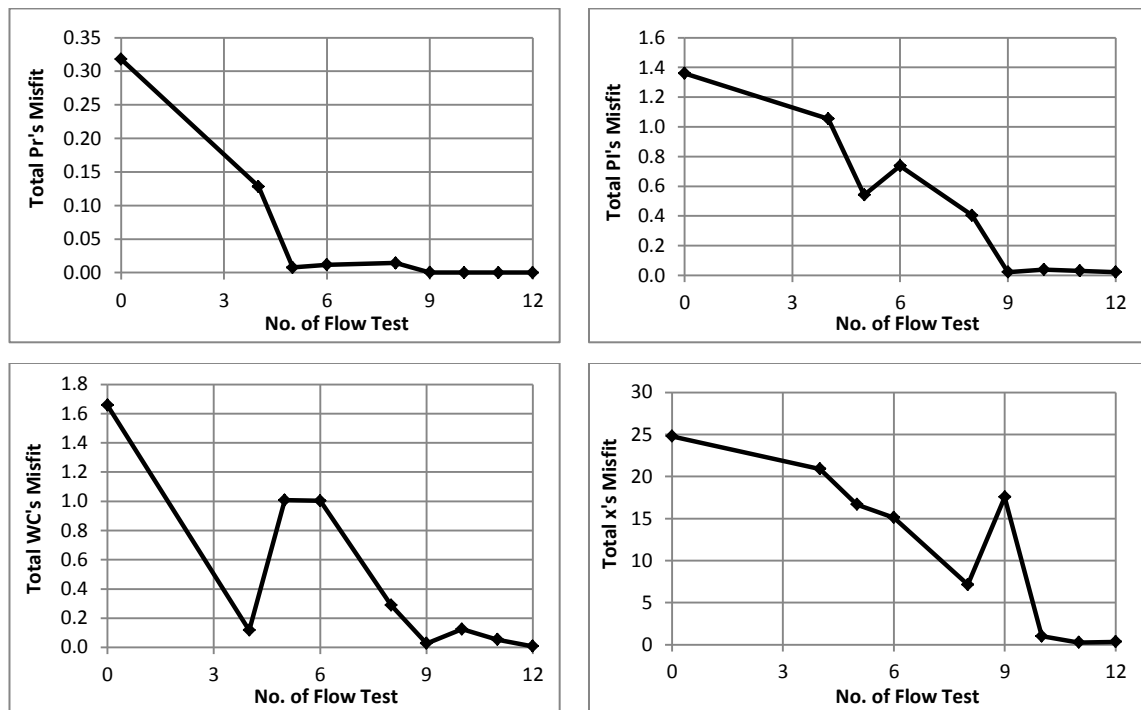 Total Pr's Misfit
0.35
0.30
0.25
0.20
0.15
0.10
0.05
0.00
0 3 6 9 12
No. of Flow Test
Total PI's Misfit
1.6
1.4
1.2
1.0
0.8
0.6
0.4
0.2
0.0
0 3 6 9 12
No. of Flow Test
Total WC's Misfit
1.8
1.6
1.4
1.2
1.0
0.8
0.6
0.4
0.2
0.0
0 3 6 9 12
No. of Flow Test
Total x's Misfit
30
25
20
15
10
5
0
0 3 6 9 12
No. of Flow Test